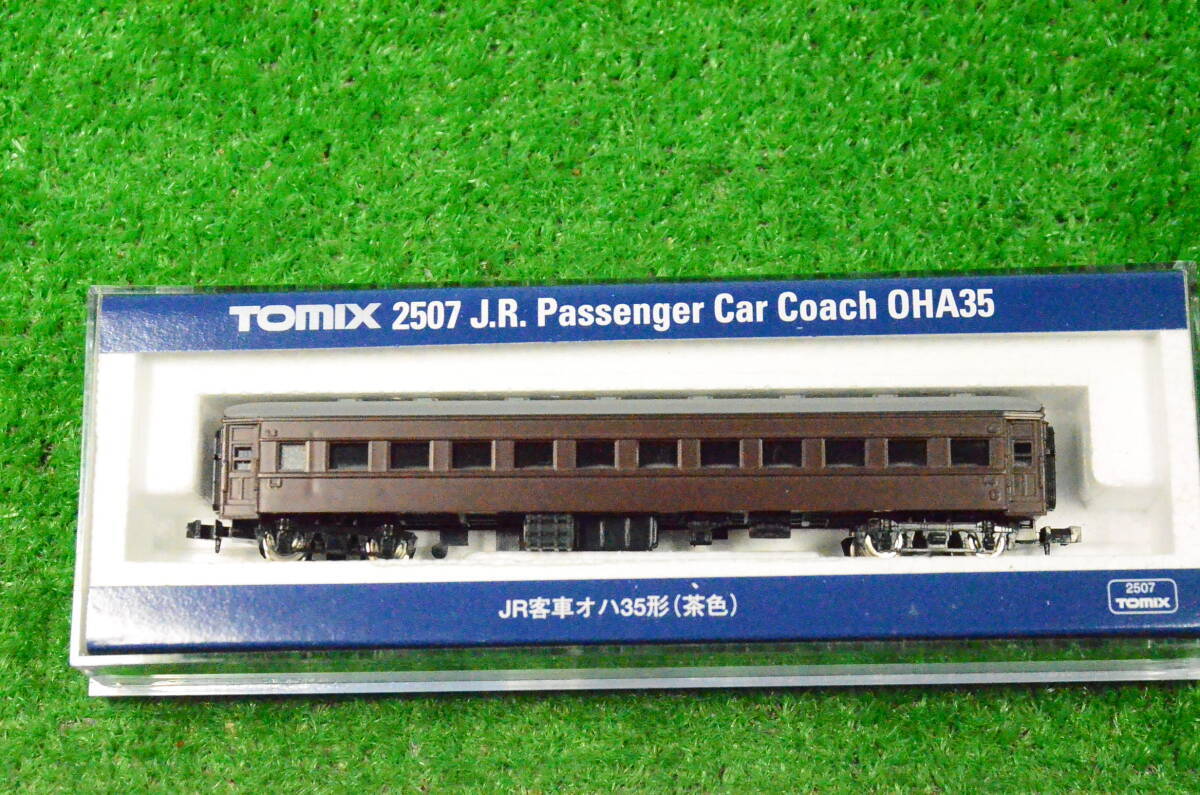 TOMIX 2507 J.R. Passenger Car Coach OHA35
JR客車オハ35形(茶色)
2507
TOMIX